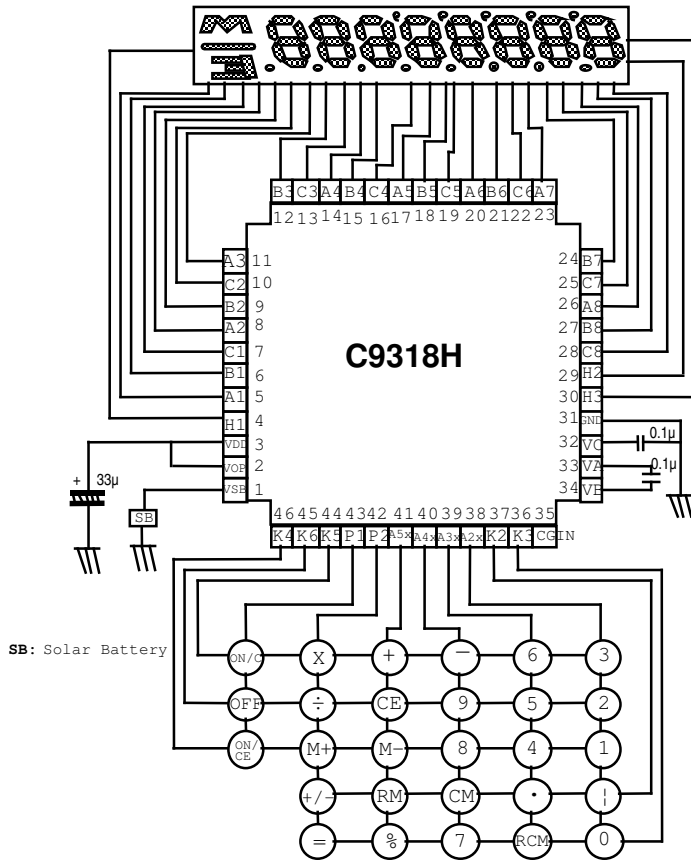 B3 C3 A4 B4 C4 A5 B5 C5 A6 B6 C6 A7
12 13 14 15 16 17 18 19 20 21 22 23
A3 11
C2 10
B2 9
A2 8
C1 7
B1 6
A1 5
H1 4
VDD 3
VOP 2
VSB 1
C9318H
24 B7
25 C7
26 A8
27 B8
28 C8
29 H2
30 H3
31 GND
32 VC 0.1µ
33 VA 0.1µ
34 VB
+ 33µ
SB
46 45 44 43 42 41 40 39 38 37 36 35
K4 K6 K5 P1 P2 A5x A4x A3x A2x K2 K3 CGIN
SB: Solar Battery
ON/C X + − 6 3
OFF ÷ CE 9 5 2
ON/CE M+ M− 8 4 1
+/− RM CM • ¦
= % 7 RCM 0